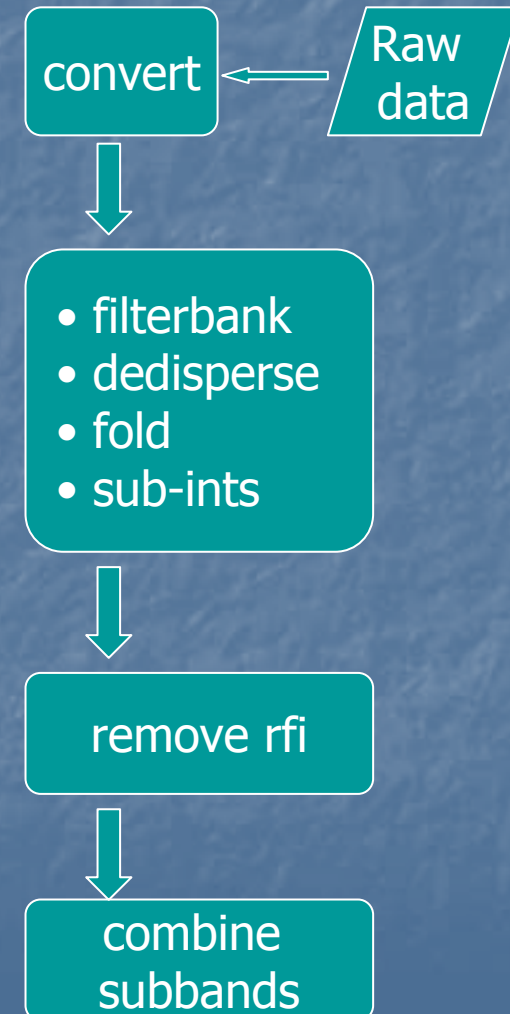 Raw
data
convert
• filterbank
• dedisperse
• fold
• sub-ints
remove rfi
combine
subbands